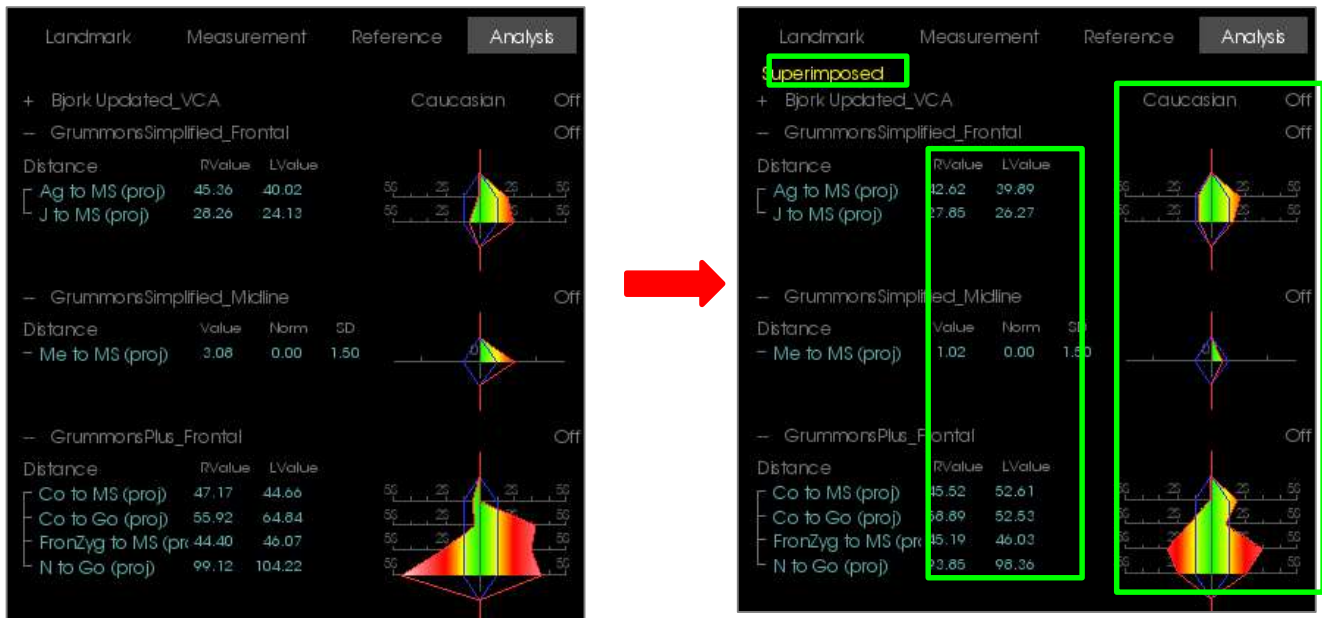 Landmark Measurement Reference Analysis
+ Bjork Updated_VCA Caucasian Off
– GrummonsSimplified_Frontal Off
Distance RValue LValue
Ag to MS (proj) 45.36 40.02
J to MS (proj) 28.26 24.13
– GrummonsSimplified_Midline Off
Distance Value Norm SD
– Me to MS (proj) 3.08 0.00 1.50
– GrummonsPlus_Frontal Off
Distance RValue LValue
Co to MS (proj) 47.17 44.66
Co to Go (proj) 55.92 64.84
FronZyg to MS (prc 44.40 46.07
N to Go (proj) 99.12 104.22
Landmark Measurement Reference Analysis
Superimposed
+ Bjork Updated_VCA Caucasian Off
– GrummonsSimplified_Frontal Off
Distance RValue LValue
Ag to MS (proj) 42.62 39.89
J to MS (proj) 27.85 26.27
– GrummonsSimplified_Midline Off
Distance Value Norm SD
– Me to MS (proj) 1.02 0.00 1.50
– GrummonsPlus_Frontal Off
Distance RValue LValue
Co to MS (proj) 45.52 52.61
Co to Go (proj) 52.53
FronZyg to MS (prc 45.19 46.03
N to Go (proj) 93.85 98.36